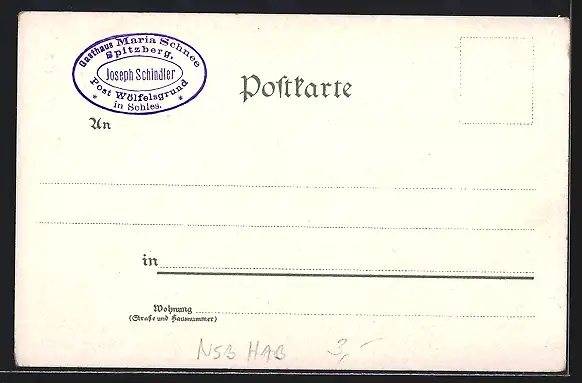 Gasthaus Maria Schnee
Spitzberg,
Joseph Schindler
* Post Wölfelsgrund *
in Schles.
Poſtkarte
An
in
Wohnung
(Straße und Hausnummer)
NSB HAB 3,-